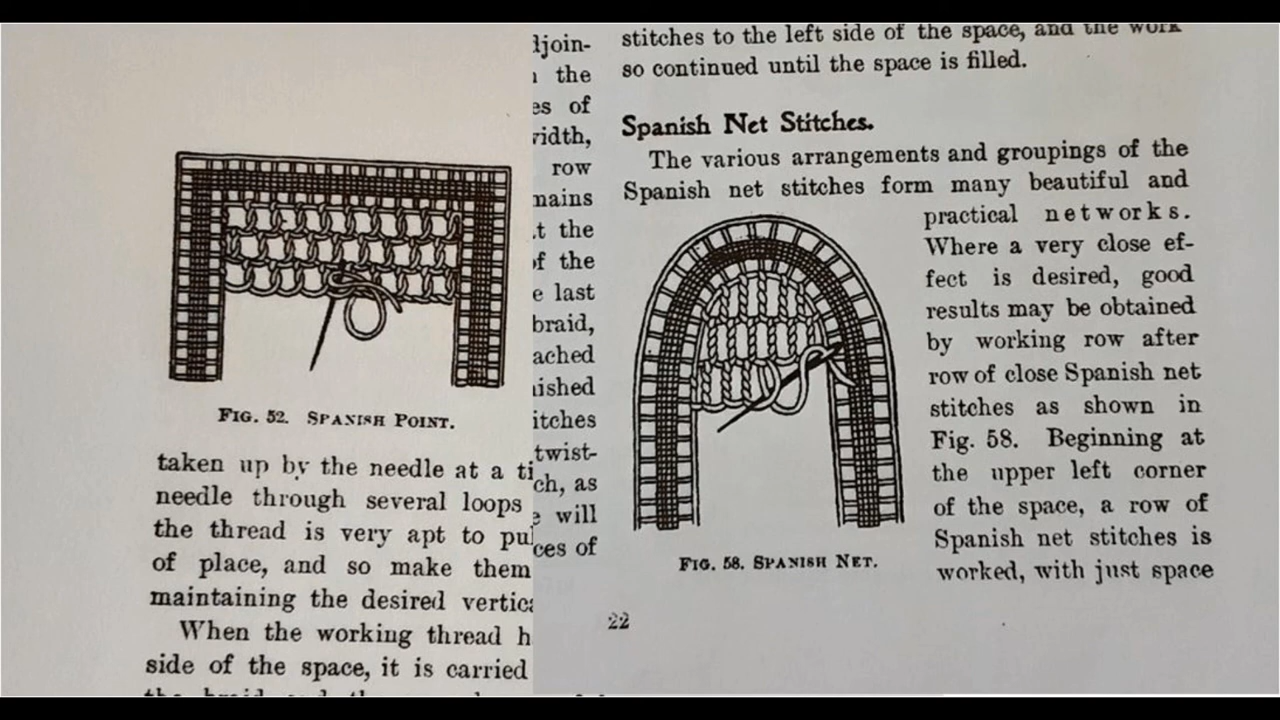 FIG. 52. SPANISH POINT.
taken up by the needle at a
needle through several loops
the thread is very apt to
of place, and so make them
maintaining the desired
When the working thread
side of the space, it is carried
the
the
of
row
the
the
last
braid,
as
will
of
stitches to the left side of the space, and the work
so continued until the space is filled.
Spanish Net Stitches.
The various arrangements and groupings of the
Spanish net stitches form many beautiful and
practical networks.
Where a very close ef-
fect is desired, good
results may be obtained
by working row after
row of close Spanish net
stitches as shown in
Fig. 58. Beginning at
the upper left corner
of the space, a row of
Spanish net stitches is
worked, with just space
FIG. 58. SPANISH NET.
22